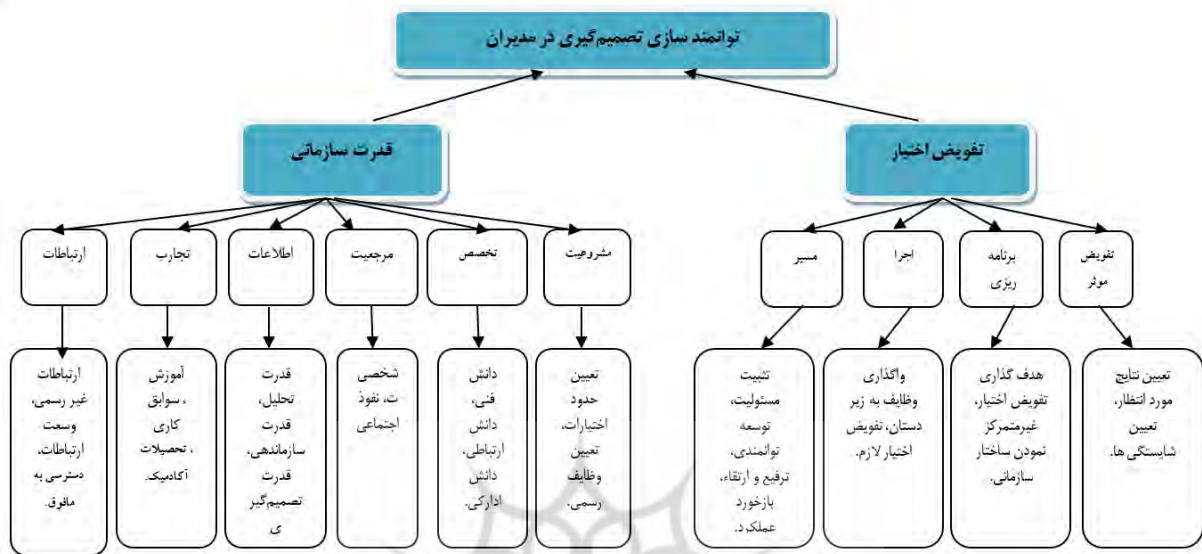 توانمند سازی تصمیم‌گیری در مدیران
تفویض اختیار
قدرت سازمانی
تفویض
موثر
برنامه
ریزی
اجرا
مسیر
مشروعیت
تخصص
مرجعیت
اطلاعات
تجارب
ارتباطات
تعیین نتایج
مورد انتظار،
تعیین
شایستگی ها.
هدف گذاری
تفویض اختیار،
غیرمتمرکز
نمودن ساختار
سازمانی.
واگذاری
وظایف به زیر
دستان، تفویض
اختیار لازم.
تثبیت
مسئولیت،
توسعه
توانمندی،
ترفیع و ارتقاء،
بازخورد
عملکرد.
تعیین
حدود
اختیارات،
تعیین
وظایف
رسمی.
دانش
فنی،
دانش
ارتباطی،
دانش
ادارکی.
شخصی
ت، نفوذ
اجتماعی
قدرت
تحلیل،
قدرت
سازماندهی،
قدرت
تصمیم‌گیر
ی
آموزش
، سوابق
کاری
، تحصیلات
آکادمیک.
ارتباطات
غیر رسمی،
وسعت
ارتباطات،
دسترسی به
مافوق.